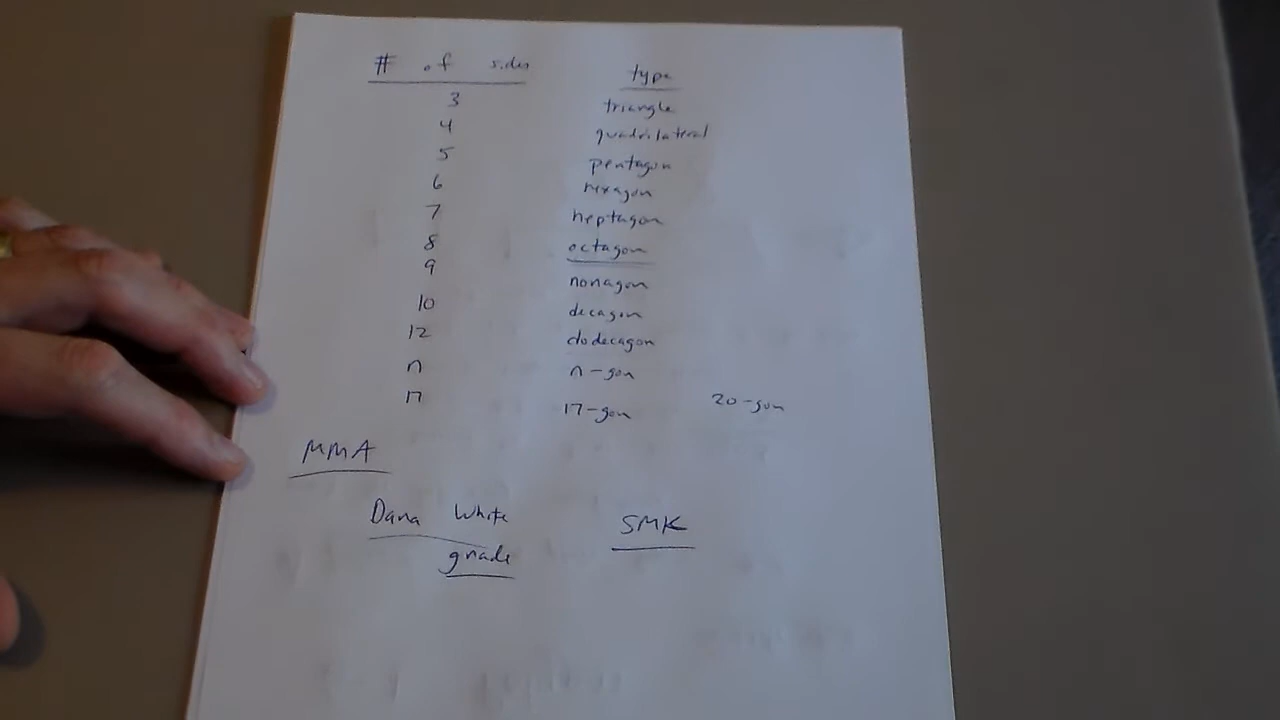 # of sides type
3 triangle
4 quadrilateral
5 pentagon
6 hexagon
7 heptagon
8 octagon
9 nonagon
10 decagon
12 dodecagon
n n-gon
17 17-gon 20-gon
MMA
Dana White SMK